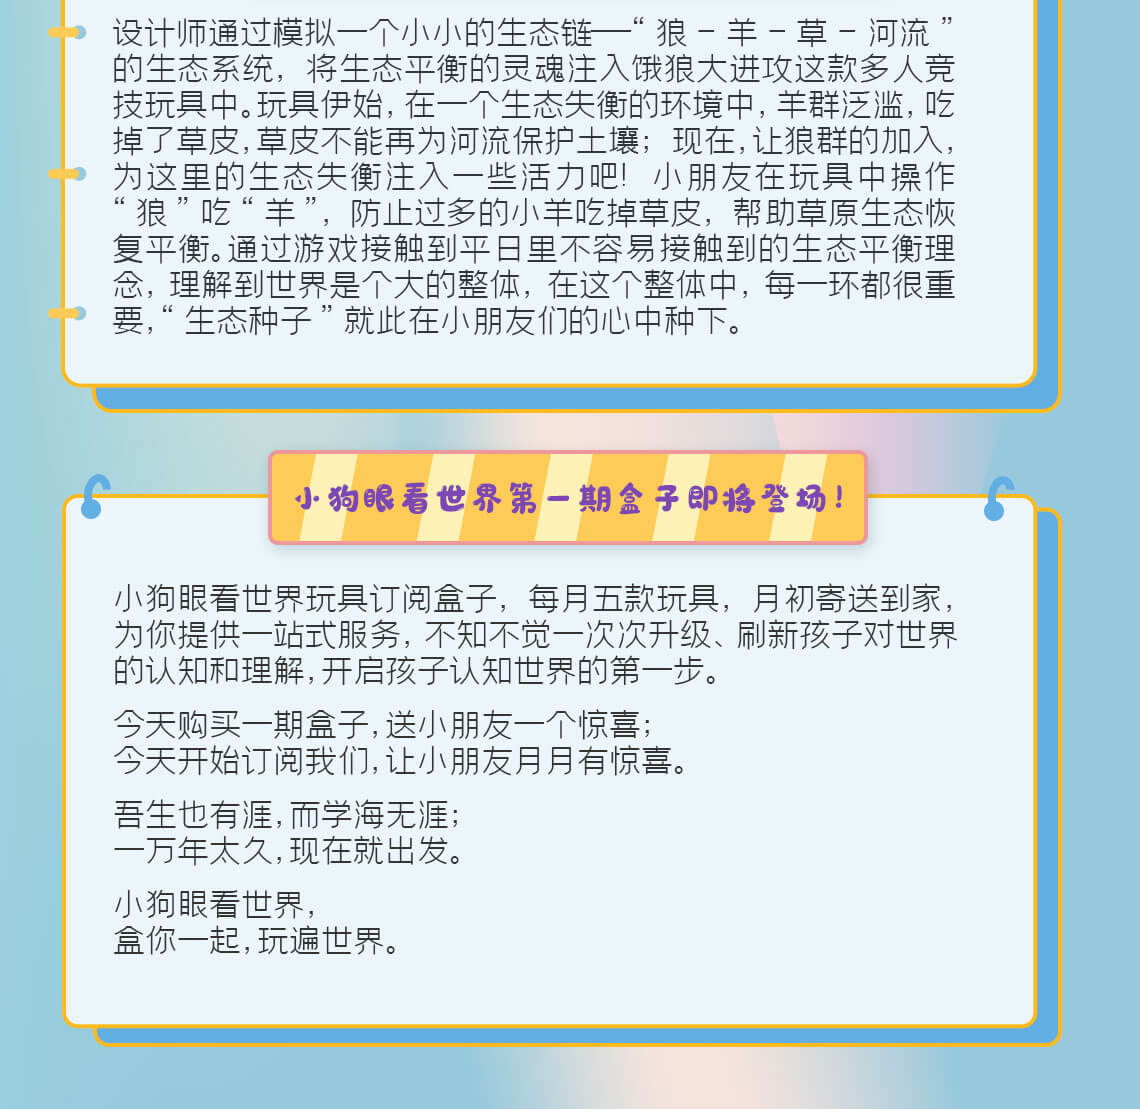 设计师通过模拟一个小小的生态链——“ 狼 – 羊 – 草 – 河流 ”
的生态系统，将生态平衡的灵魂注入饿狼大进攻这款多人竞
技玩具中。玩具伊始，在一个生态失衡的环境中，羊群泛滥，吃
掉了草皮，草皮不能再为河流保护土壤；现在，让狼群的加入，
为这里的生态失衡注入一些活力吧！小朋友在玩具中操作
“ 狼 ” 吃 “ 羊 ”，防止过多的小羊吃掉草皮，帮助草原生态恢
复平衡。通过游戏接触到平日里不容易接触到的生态平衡理
念，理解到世界是个大的整体，在这个整体中，每一环都很重
要，“ 生态种子 ” 就此在小朋友们的心中种下。
小狗眼看世界第一期盒子即将登场！
小狗眼看世界玩具订阅盒子，每月五款玩具，月初寄送到家，
为你提供一站式服务，不知不觉一次次升级、刷新孩子对世界
的认知和理解，开启孩子认知世界的第一步。
今天购买一期盒子，送小朋友一个惊喜；
今天开始订阅我们，让小朋友月月有惊喜。
吾生也有涯，而学海无涯；
一万年太久，现在就出发。
小狗眼看世界，
盒你一起，玩遍世界。